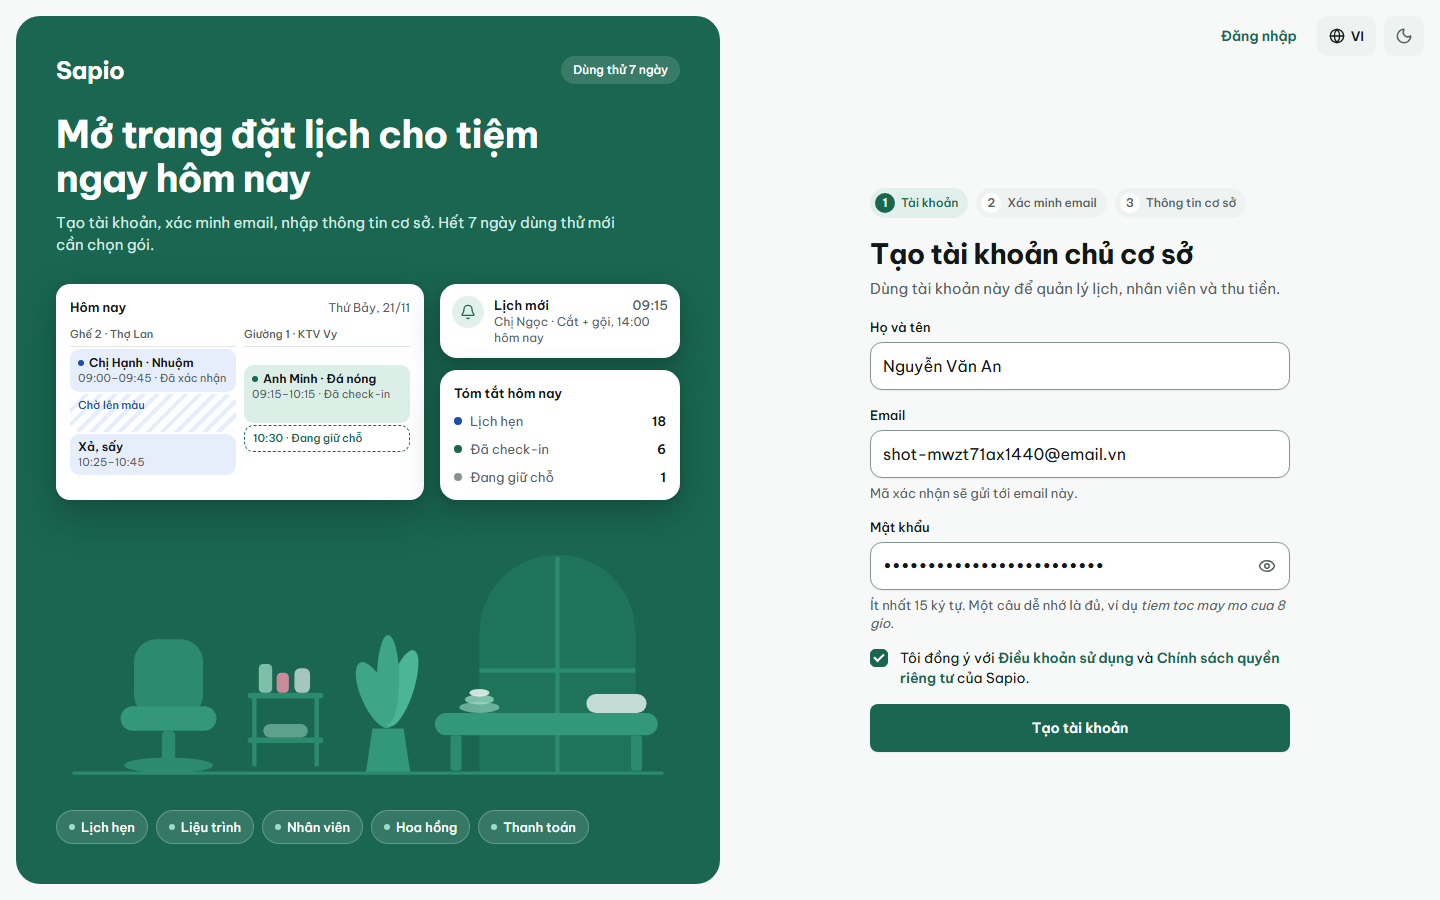 Sapio
Dùng thử 7 ngày
Mở trang đặt lịch cho tiệm
ngay hôm nay
Tạo tài khoản, xác minh email, nhập thông tin cơ sở. Hết 7 ngày dùng thử mới
cần chọn gói.
Hôm nay
Thứ Bảy, 21/11
Ghế 2 · Thợ Lan
Giường 1 · KTV Vy
Chị Hạnh · Nhuộm
09:00–09:45 · Đã xác nhận
Chờ lên màu
Xả, sấy
10:25–10:45
Anh Minh · Đá nóng
09:15–10:15 · Đã check-in
10:30 · Đang giữ chỗ
Lịch mới
09:15
Chị Ngọc · Cắt + gội, 14:00
hôm nay
Tóm tắt hôm nay
Lịch hẹn 18
Đã check-in 6
Đang giữ chỗ 1
Lịch hẹn
Liệu trình
Nhân viên
Hoa hồng
Thanh toán
Đăng nhập
VI
1 Tài khoản
2 Xác minh email
3 Thông tin cơ sở
Tạo tài khoản chủ cơ sở
Dùng tài khoản này để quản lý lịch, nhân viên và thu tiền.
Họ và tên
Nguyễn Văn An
Email
shot-mwzt71ax1440@email.vn
Mã xác nhận sẽ gửi tới email này.
Mật khẩu
Ít nhất 15 ký tự. Một câu dễ nhớ là đủ, ví dụ tiem toc may mo cua 8
gio.
Tôi đồng ý với Điều khoản sử dụng và Chính sách quyền
riêng tư của Sapio.
Tạo tài khoản